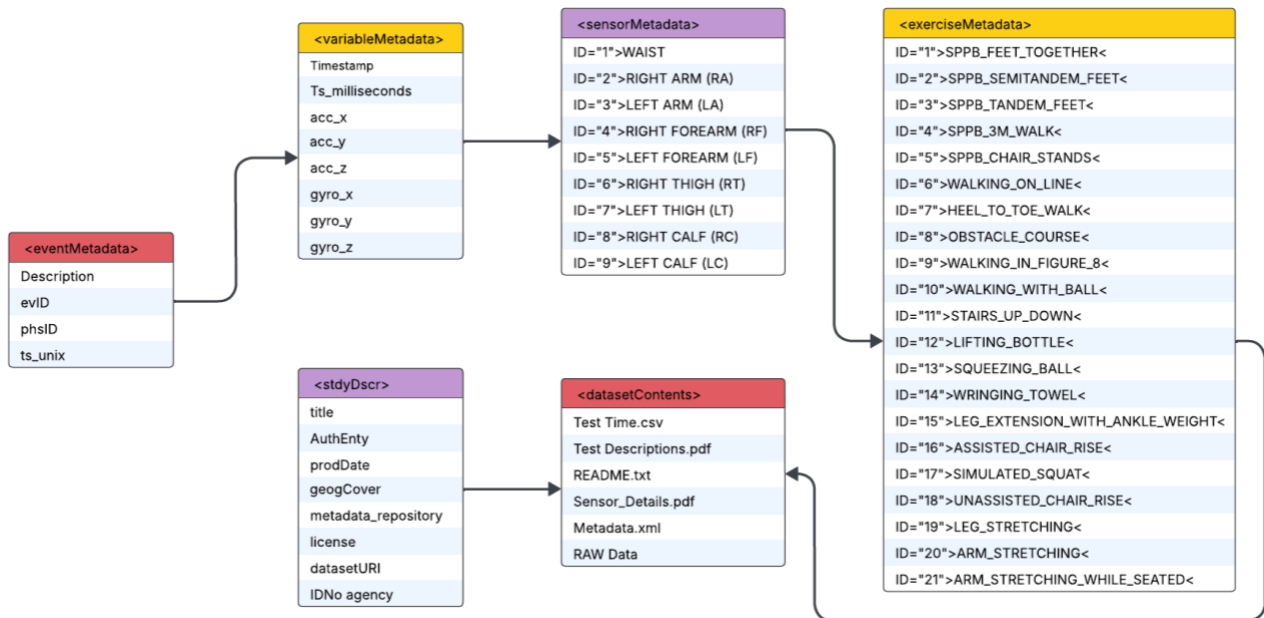 <eventMetadata>
Description
evID
phsID
ts_unix
<variableMetadata>
Timestamp
Ts_milliseconds
acc_x
acc_y
acc_z
gyro_x
gyro_y
gyro_z
<sensorMetadata>
ID="1">WAIST
ID="2">RIGHT ARM (RA)
ID="3">LEFT ARM (LA)
ID="4">RIGHT FOREARM (RF)
ID="5">LEFT FOREARM (LF)
ID="6">RIGHT THIGH (RT)
ID="7">LEFT THIGH (LT)
ID="8">RIGHT CALF (RC)
ID="9">LEFT CALF (LC)
<exerciseMetadata>
ID="1">SPPB_FEET_TOGETHER<
ID="2">SPPB_SEMITANDEM_FEET<
ID="3">SPPB_TANDEM_FEET<
ID="4">SPPB_3M_WALK<
ID="5">SPPB_CHAIR_STANDS<
ID="6">WALKING_ON_LINE<
ID="7">HEEL_TO_TOE_WALK<
ID="8">OBSTACLE_COURSE<
ID="9">WALKING_IN_FIGURE_8<
ID="10">WALKING_WITH_BALL<
ID="11">STAIRS_UP_DOWN<
ID="12">LIFTING_BOTTLE<
ID="13">SQUEEZING_BALL<
ID="14">WRINGING_TOWEL<
ID="15">LEG_EXTENSION_WITH_ANKLE_WEIGHT<
ID="16">ASSISTED_CHAIR_RISE<
ID="17">SIMULATED_SQUAT<
ID="18">UNASSISTED_CHAIR_RISE<
ID="19">LEG_STRETCHING<
ID="20">ARM_STRETCHING<
ID="21">ARM_STRETCHING_WHILE_SEATED<
<stdyDscr>
title
AuthEnty
prodDate
geogCover
metadata_repository
license
datasetURI
IDNo agency
<datasetContents>
Test Time.csv
Test Descriptions.pdf
README.txt
Sensor_Details.pdf
Metadata.xml
RAW Data